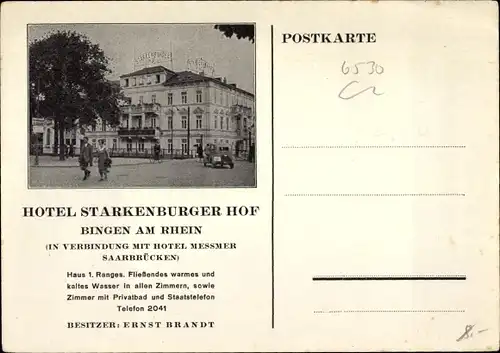 HOTEL STARKENBURGER HOF
BINGEN AM RHEIN
(IN VERBINDUNG MIT HOTEL MESSMER
SAARBRÜCKEN)
Haus 1. Ranges. Fließendes warmes und
kaltes Wasser in allen Zimmern, sowie
Zimmer mit Privatbad und Staatstelefon
Telefon 2041
BESITZER: ERNST BRANDT
POSTKARTE
6530
8.-